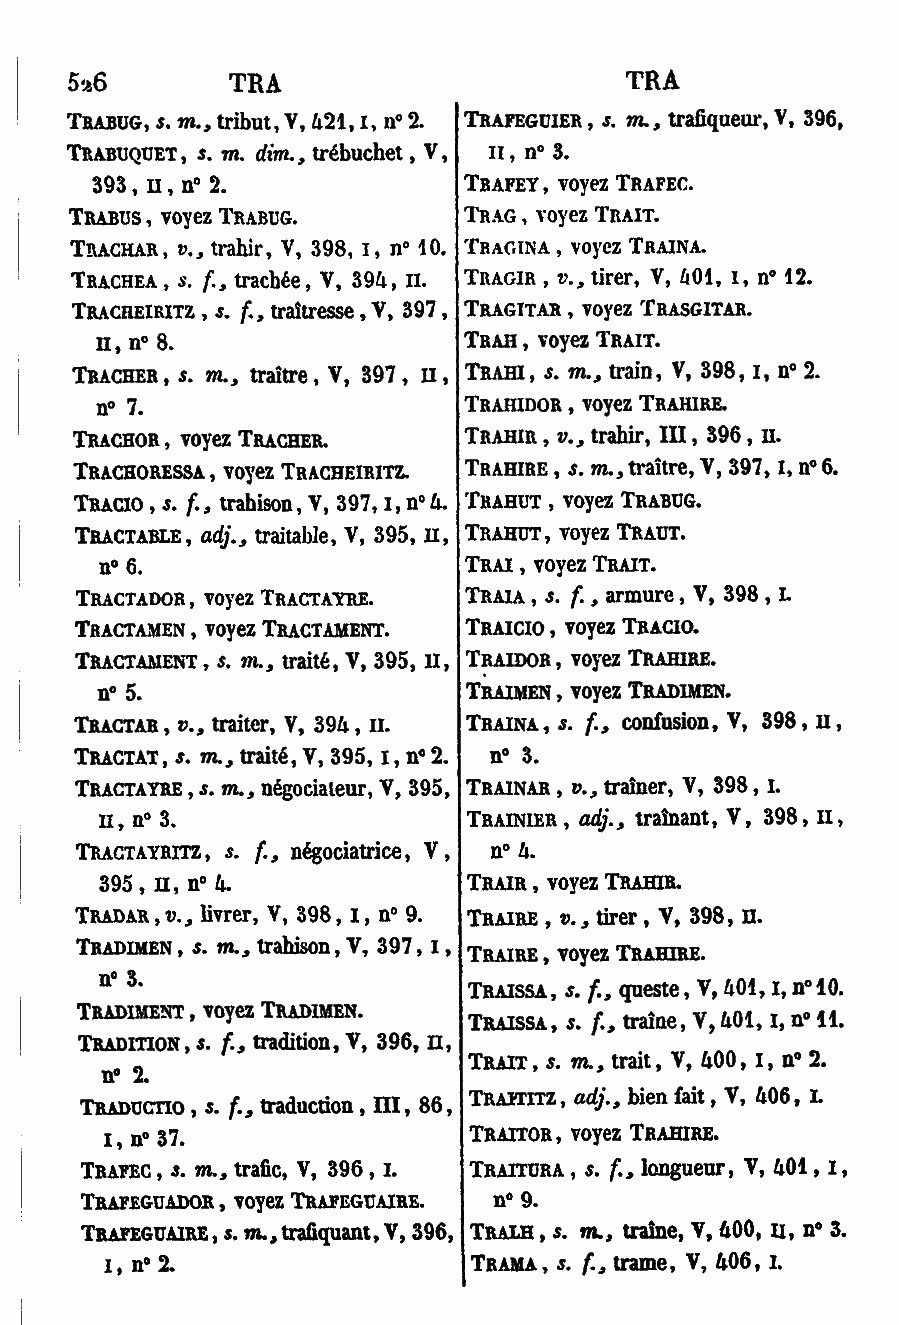 526 TRA TRA
TRABUG, s. m., tribut, V, 421, I, n° 2.
TRABUQUET, s. m. dim., trébuchet, V,
393, II, n° 2.
TRABUS, voyez TRABUG.
TRACHAR, v., trahir, V, 398, I, n° 10.
TRACHEA, s. f., trachée, V, 394, II.
TRACHEIRITZ, s. f., traîtresse, V, 397,
II, n° 8.
TRACHER, s. m., traître, V, 397, II,
n° 7.
TRACHOR, voyez TRACHER.
TRACHORESSA, voyez TRACHEIRITZ.
TRACIO, s. f., trahison, V, 397, I, n° 4.
TRACTABLE, adj., traitable, V, 395, II,
n° 6.
TRACTADOR, voyez TRACTAYRE.
TRACTAMEN, voyez TRACTAMENT.
TRACTAMENT, s. m., traité, V, 395, II,
n° 5.
TRACTAR, v., traiter, V, 394, II.
TRACTAT, s. m., traité, V, 395, I, n° 2.
TRACTAYRE, s. m., négociateur, V, 395,
II, n° 3.
TRACTAYRITZ, s. f., négociatrice, V,
395, II, n° 4.
TRADAR, v., livrer, V, 398, I, n° 9.
TRADIMEN, s. m., trahison, V, 397, I,
n° 3.
TRADIMENT, voyez TRADIMEN.
TRADITION, s. f., tradition, V, 396, II,
n° 2.
TRADUCTIO, s. f., traduction, III, 86,
I, n° 37.
TRAFEC, s. m., trafic, V, 396, I.
TRAFEGUADOR, voyez TRAFEGUAIRE.
TRAFEGUAIRE, s. m., trafiquant, V, 396,
I, n° 2.
TRAFEGUIER, s. m., trafiqueur, V, 396,
II, n° 3.
TRAFEY, voyez TRAFEC.
TRAG, voyez TRAIT.
TRAGINA, voyez TRAINA.
TRAGIR, v., tirer, V, 401, I, n° 12.
TRAGITAR, voyez TRASGITAR.
TRAH, voyez TRAIT.
TRAHI, s. m., train, V, 398, I, n° 2.
TRAHIDOR, voyez TRAHIRE.
TRAHIR, v., trahir, III, 396, II.
TRAHIRE, s. m., traître, V, 397, I, n° 6.
TRAHUT, voyez TRABUG.
TRAHUT, voyez TRAUT.
TRAI, voyez TRAIT.
TRAIA, s. f., armure, V, 398, I.
TRAICIO, voyez TRACIO.
TRAIDOR, voyez TRAHIRE.
TRAIMEN, voyez TRADIMEN.
TRAINA, s. f., confusion, V, 398, II,
n° 3.
TRAINAR, v., traîner, V, 398, I.
TRAINIER, adj., traînant, V, 398, II,
n° 4.
TRAIR, voyez TRAHIR.
TRAIRE, v., tirer, V, 398, II.
TRAIRE, voyez TRAHIRE.
TRAISSA, s. f., queste, V, 401, I, n° 10.
TRAISSA, s. f., traîne, V, 401, I, n° 11.
TRAIT, s. m., trait, V, 400, I, n° 2.
TRAITITZ, adj., bien fait, V, 406, I.
TRAITOR, voyez TRAHIRE.
TRAITURA, s. f., longueur, V, 401, I,
n° 9.
TRALH, s. m., traîne, V, 400, II, n° 3.
TRAMA, s. f., trame, V, 406, I.